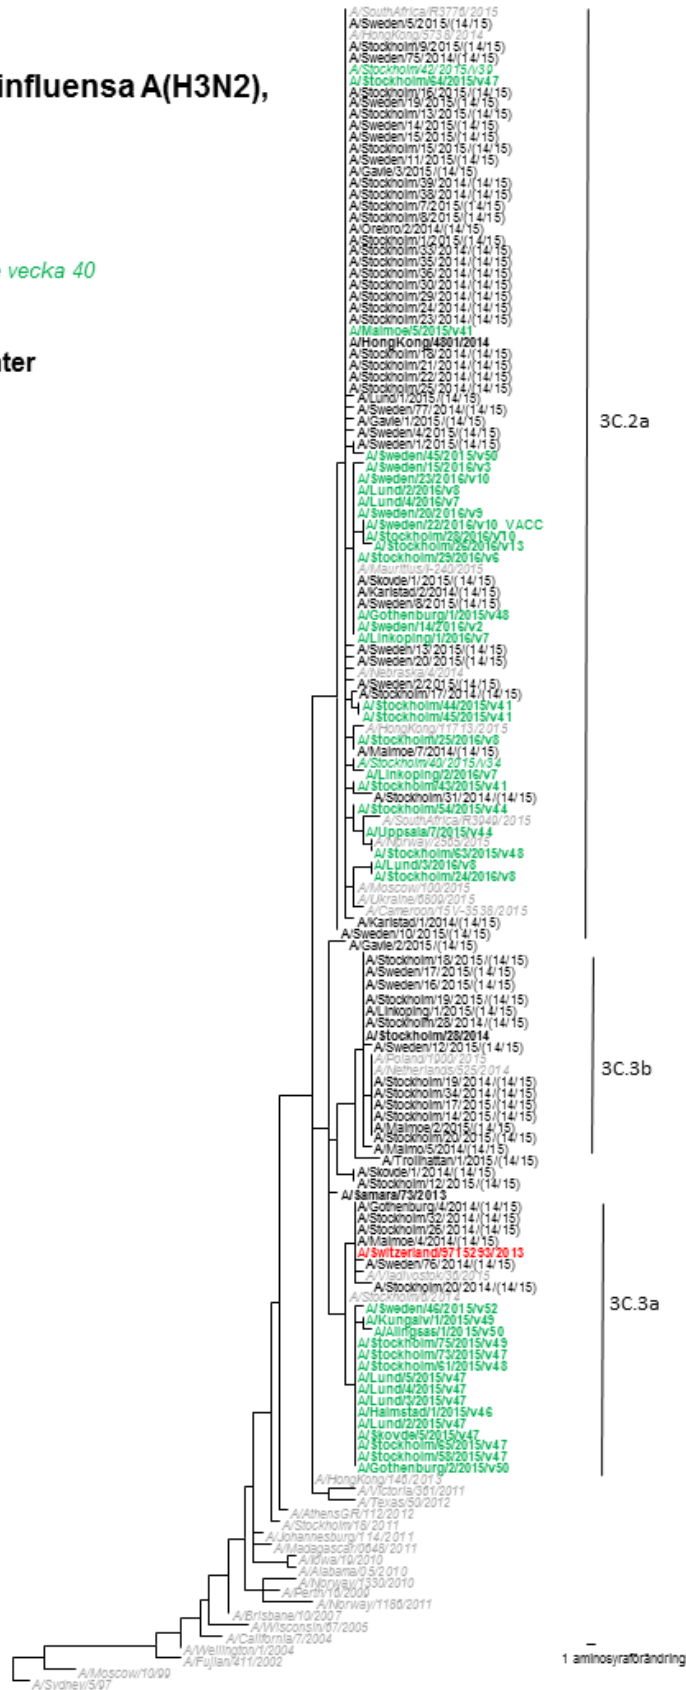 influensa A(H3N2),
vecka 40
A/SouthAfrica/R3776/2015
A/Sweden/5/2015/(14/15)
A/HongKong/5738/2014
A/Stockholm/9/2015/(14/15)
A/Sweden/75/2014/(14/15)
A/Stockholm/42/2015/v39
A/Stockholm/64/2015/v47
A/Stockholm/16/2015/(14/15)
A/Sweden/19/2015/(14/15)
A/Stockholm/13/2015/(14/15)
A/Sweden/14/2015/(14/15)
A/Sweden/15/2015/(14/15)
A/Stockholm/15/2015/(14/15)
A/Sweden/11/2015/(14/15)
A/Gavle/3/2015/(14/15)
A/Stockholm/39/2014/(14/15)
A/Stockholm/38/2014/(14/15)
A/Stockholm/7/2015/(14/15)
A/Stockholm/8/2015/(14/15)
A/Orebro/2/2014/(14/15)
A/Stockholm/1/2015/(14/15)
A/Stockholm/33/2014/(14/15)
A/Stockholm/35/2014/(14/15)
A/Stockholm/36/2014/(14/15)
A/Stockholm/30/2014/(14/15)
A/Stockholm/29/2014/(14/15)
A/Stockholm/24/2014/(14/15)
A/Stockholm/23/2014/(14/15)
A/Malmoe/5/2015/v41
A/HongKong/4801/2014
A/Stockholm/18/2014/(14/15)
A/Stockholm/21/2014/(14/15)
A/Stockholm/22/2014/(14/15)
A/Stockholm/25/2014/(14/15)
A/Lund/1/2015/(14/15)
A/Sweden/77/2014/(14/15)
A/Gavle/1/2015/(14/15)
A/Sweden/4/2015/(14/15)
A/Sweden/1/2015/(14/15)
A/Sweden/45/2015/v50
A/Sweden/15/2016/v3
A/Sweden/23/2016/v10
A/Lund/2/2016/v8
A/Lund/4/2016/v7
A/Sweden/20/2016/v9
A/Sweden/22/2016/v10_VACC
A/Stockholm/28/2016/v10
A/Stockholm/26/2016/v13
A/Stockholm/29/2016/v6
A/Mauritius/I-240/2015
A/Skovde/1/2015/(14/15)
A/Karlstad/2/2014/(14/15)
A/Sweden/8/2015/(14/15)
A/Gothenburg/1/2015/v48
A/Sweden/14/2016/v2
A/Linkoping/1/2016/v7
A/Sweden/13/2015/(14/15)
A/Sweden/20/2015/(14/15)
A/Nebraska/4/2014
A/Sweden/2/2015/(14/15)
A/Stockholm/17/2014/(14/15)
A/Stockholm/44/2015/v41
A/Stockholm/45/2015/v41
A/HongKong/11713/2015
A/Stockholm/25/2016/v8
A/Malmoe/7/2014/(14/15)
A/Stockholm/40/2015/v34
A/Linkoping/2/2016/v7
A/Stockholm/43/2015/v41
A/Stockholm/31/2014/(14/15)
A/Stockholm/54/2015/v44
A/SouthAfrica/R3949/2015
A/Uppsala/7/2015/v44
A/Norway/2565/2015
A/Stockholm/63/2015/v48
A/Lund/3/2016/v8
A/Stockholm/24/2016/v8
A/Moscow/100/2015
A/Ukraine/6809/2015
A/Cameroon/15V-3538/2015
A/Karlstad/1/2014/(14/15)
A/Sweden/10/2015/(14/15)
3C.2a
A/Gavle/2/2015/(14/15)
A/Stockholm/18/2015/(14/15)
A/Sweden/17/2015/(14/15)
A/Sweden/16/2015/(14/15)
A/Stockholm/19/2015/(14/15)
A/Linkoping/1/2015/(14/15)
A/Stockholm/28/2014/(14/15)
A/Stockholm/28/2014
A/Sweden/12/2015/(14/15)
A/Poland/1900/2015
A/Netherlands/525/2014
A/Stockholm/19/2014/(14/15)
A/Stockholm/34/2014/(14/15)
A/Stockholm/17/2015/(14/15)
A/Stockholm/14/2015/(14/15)
A/Malmoe/2/2015/(14/15)
A/Stockholm/20/2015/(14/15)
A/Malmo/5/2014/(14/15)
A/Trollhattan/1/2015/(14/15)
3C.3b
A/Skovde/1/2014/(14/15)
A/Stockholm/12/2015/(14/15)
A/Samara/73/2013
A/Gothenburg/4/2014/(14/15)
A/Stockholm/32/2014/(14/15)
A/Stockholm/26/2014/(14/15)
A/Malmoe/4/2014/(14/15)
A/Switzerland/9715293/2013
A/Sweden/76/2014/(14/15)
A/Vladivostok/36/2015
A/Stockholm/20/2014/(14/15)
A/Stockholm/6/2014
A/Sweden/46/2015/v52
A/Kungalv/1/2015/v49
A/Alingsas/1/2015/v50
A/Stockholm/75/2015/v49
A/Stockholm/73/2015/v47
A/Stockholm/61/2015/v48
A/Lund/5/2015/v47
A/Lund/4/2015/v47
A/Lund/3/2015/v47
A/Halmstad/1/2015/v46
A/Lund/2/2015/v47
A/Skovde/5/2015/v47
A/Stockholm/65/2015/v47
A/Stockholm/58/2015/v47
A/Gothenburg/2/2015/v50
3C.3a
A/HongKong/146/2013
A/Victoria/361/2011
A/Texas/50/2012
A/AthensGR/112/2012
A/Stockholm/18/2011
A/Johannesburg/114/2011
A/Madagascar/0648/2011
A/Iowa/19/2010
A/Alabama/05/2010
A/Norway/1330/2010
A/Perth/16/2009
A/Norway/1186/2011
A/Brisbane/10/2007
A/Wisconsin/67/2005
A/California/7/2004
A/Wellington/1/2004
A/Fujian/411/2002
A/Moscow/10/99
A/Sydney/5/97
1 aminosyraförändring